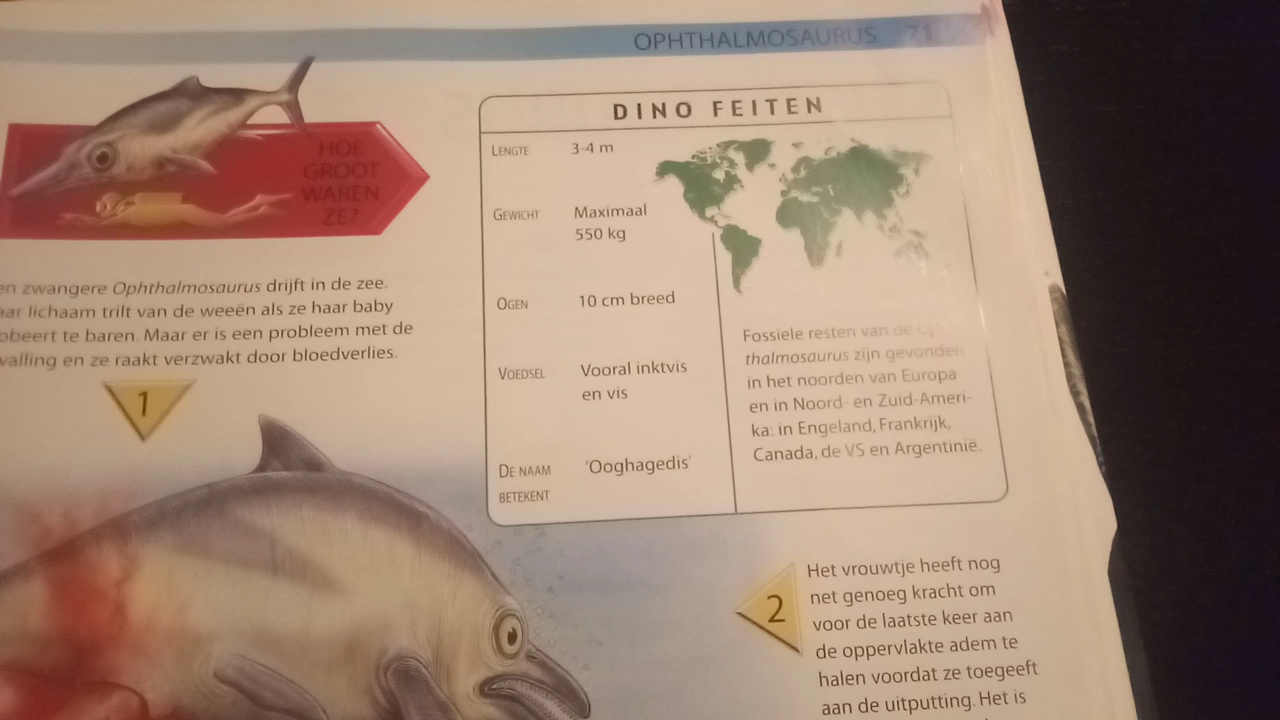 OPHTHALMOSAURUS 71
HOE
GROOT
WAREN
ZE?
en zwangere Ophthalmosaurus drijft in de zee.
aar lichaam trilt van de weeën als ze haar baby
obeert te baren. Maar er is een probleem met de
valling en ze raakt verzwakt door bloedverlies.
1
DINO FEITEN
LENGTE 3-4 m
GEWICHT Maximaal
550 kg
OGEN 10 cm breed
VOEDSEL Vooral inktvis
en vis
DE NAAM 'Ooghagedis'
BETEKENT
Fossiele resten van de
thalmosaurus zijn gevonden
in het noorden van Europa
en in Noord- en Zuid-Ameri-
ka: in Engeland, Frankrijk,
Canada, de VS en Argentinië.
2
Het vrouwtje heeft nog
net genoeg kracht om
voor de laatste keer aan
de oppervlakte adem te
halen voordat ze toegeeft
aan de uitputting. Het is